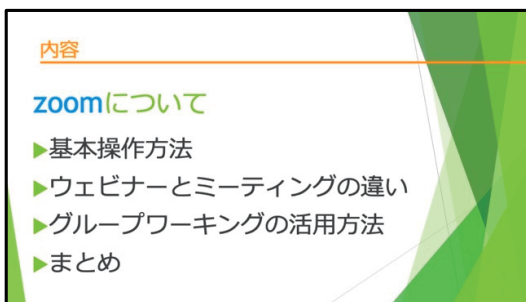 内容
zoomについて
▶基本操作方法
▶ウェビナーとミーティングの違い
▶グループワーキングの活用方法
▶まとめ